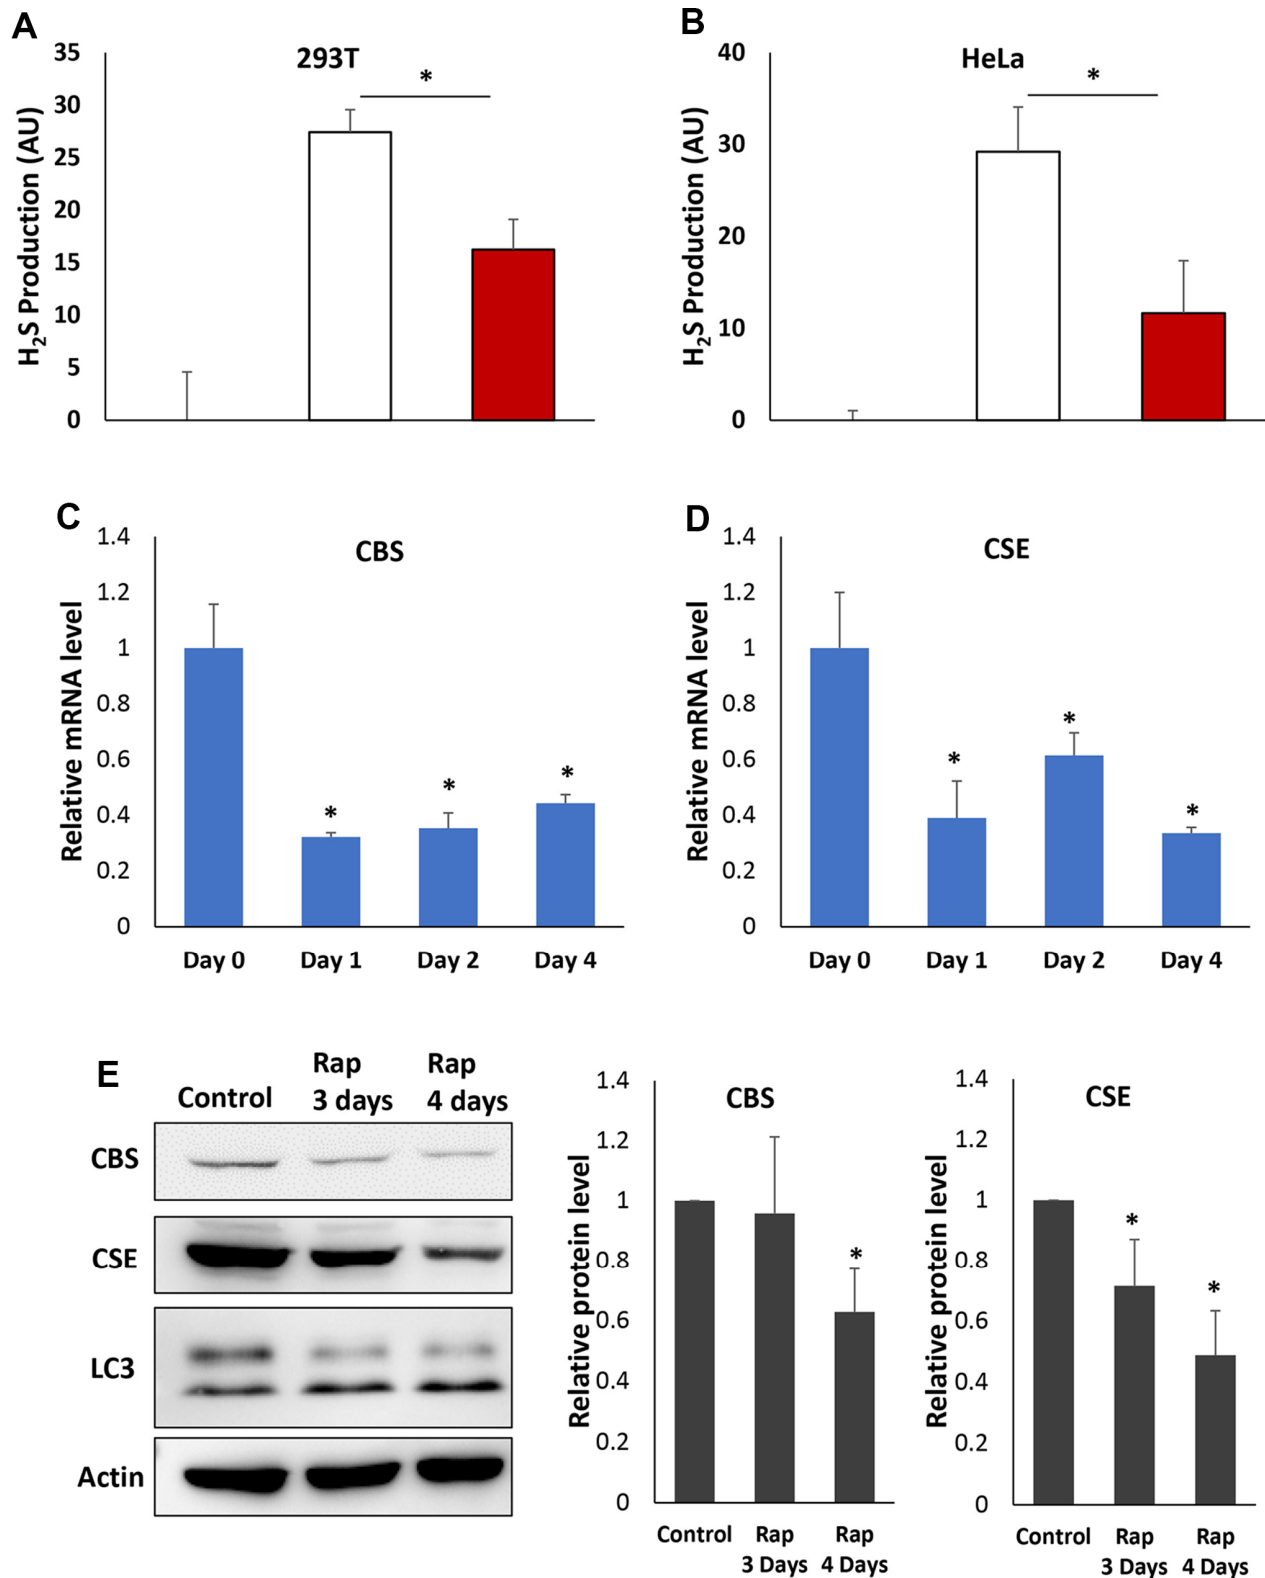 A
293T
*
H₂S Production (AU)
35
30
25
20
15
10
5
0
B
HeLa
*
H₂S Production (AU)
40
30
20
10
0
C
CBS
Relative mRNA level
1.4
1.2
1
0.8
0.6
0.4
0.2
0
* * *
Day 0 Day 1 Day 2 Day 4
D
CSE
Relative mRNA level
1.4
1.2
1
0.8
0.6
0.4
0.2
0
* * *
Day 0 Day 1 Day 2 Day 4
E
Control
Rap
3 days
Rap
4 days
CBS
CSE
LC3
Actin
CBS
Relative protein level
1.4
1.2
1
0.8
0.6
0.4
0.2
0
*
Control
Rap
3 Days
Rap
4 Days
CSE
Relative protein level
1.4
1.2
1
0.8
0.6
0.4
0.2
0
* *
Control
Rap
3 Days
Rap
4 Days